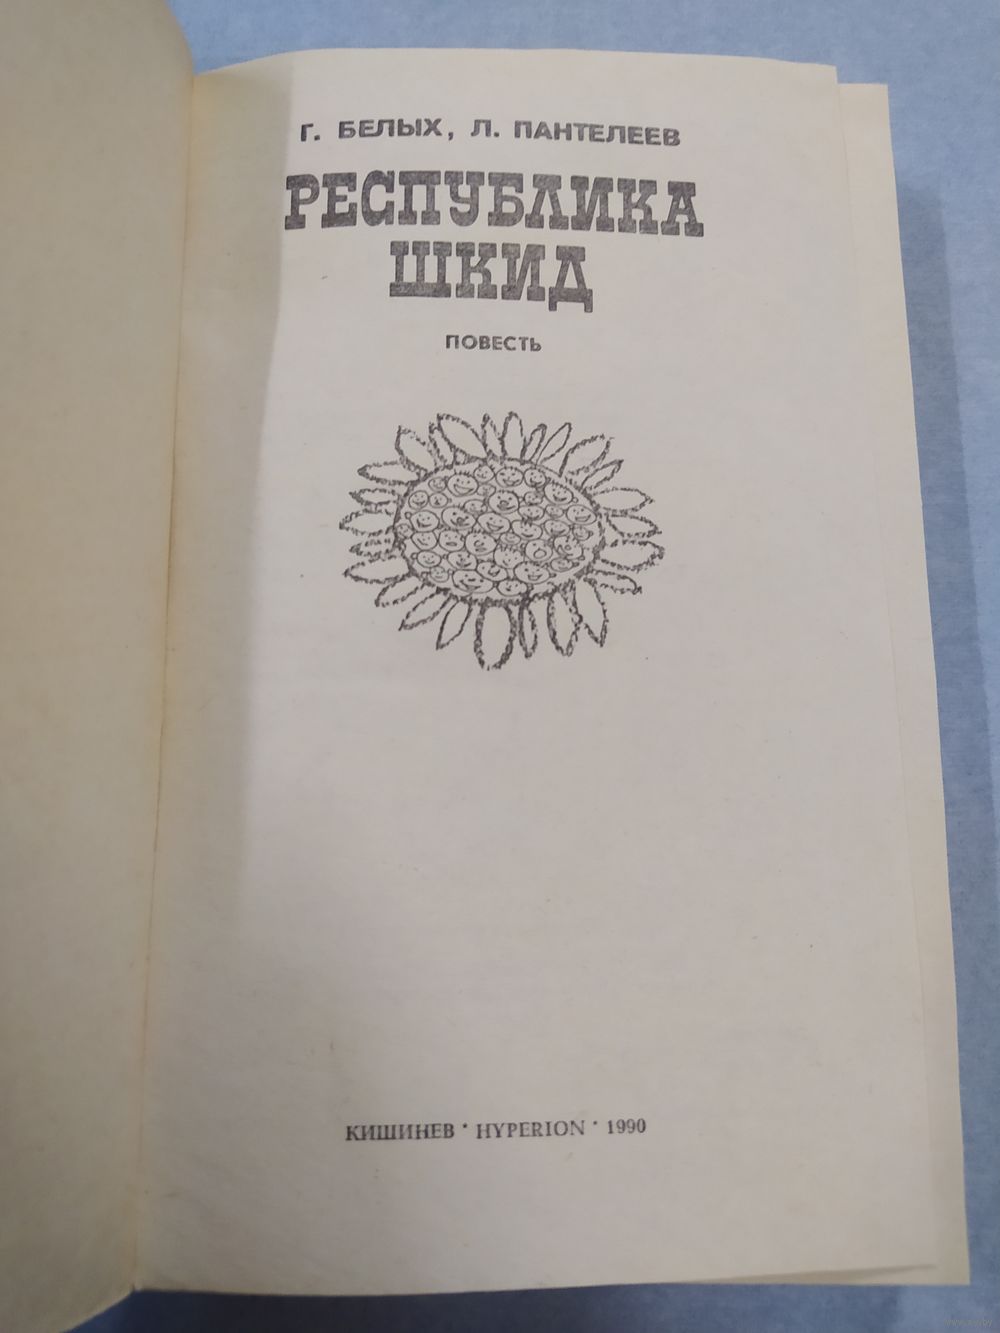 Г. БЕЛЫХ, Л. ПАНТЕЛЕЕВ
РЕСПУБЛИКА
ШКИД
ПОВЕСТЬ
КИШИНЕВ · HYPERION · 1990